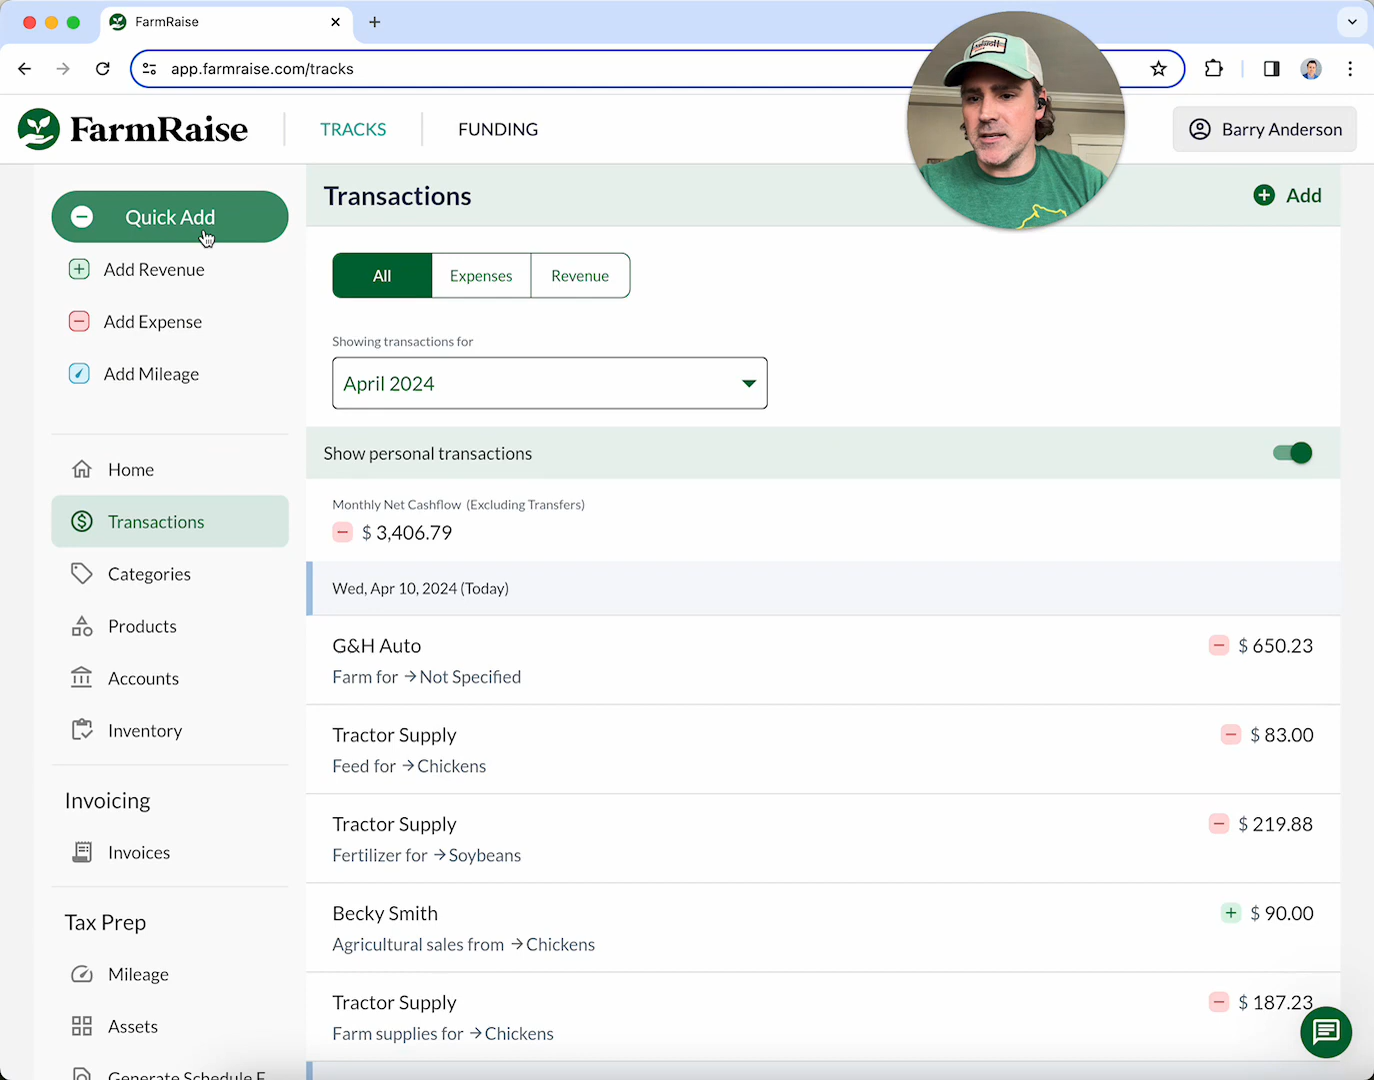 FarmRaise
app.farmraise.com/tracks
FarmRaise
TRACKS
FUNDING
Barry Anderson
Quick Add
Add Revenue
Add Expense
Add Mileage
Home
Transactions
Categories
Products
Accounts
Inventory
Invoicing
Invoices
Tax Prep
Mileage
Assets
Generate Schedule F
Transactions
Add
All
Expenses
Revenue
Showing transactions for
April 2024
Show personal transactions
Monthly Net Cashflow (Excluding Transfers)
$ 3,406.79
Wed, Apr 10, 2024 (Today)
G&H Auto
$ 650.23
Farm for → Not Specified
Tractor Supply
$ 83.00
Feed for → Chickens
Tractor Supply
$ 219.88
Fertilizer for → Soybeans
Becky Smith
$ 90.00
Agricultural sales from → Chickens
Tractor Supply
$ 187.23
Farm supplies for → Chickens